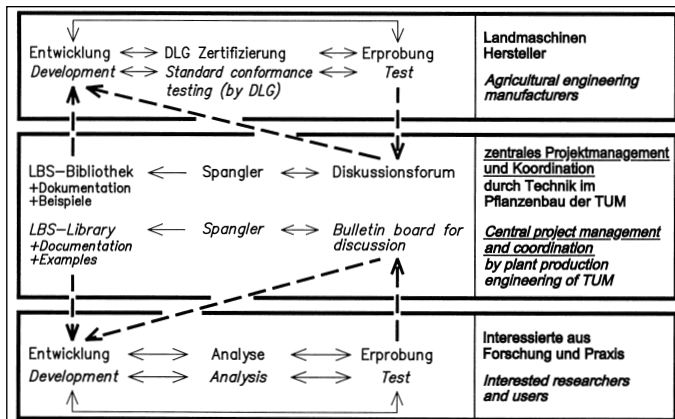 Entwicklung DLG Zertifizierung Erprobung
Development Standard conformance Test
testing (by DLG)
Landmaschinen
Hersteller
Agricultural engineering
manufacturers
LBS-Bibliothek Spangler Diskussionsforum
+Dokumentation
+Beispiele
LBS-Library Spangler Bulletin board for
+Documentation discussion
+Examples
zentrales Projektmanagement
und Koordination
durch Technik im
Pflanzenbau der TUM
Central project management
and coordination
by plant production
engineering of TUM
Entwicklung Analyse Erprobung
Development Analysis Test
Interessierte aus
Forschung und Praxis
Interested researchers
and users